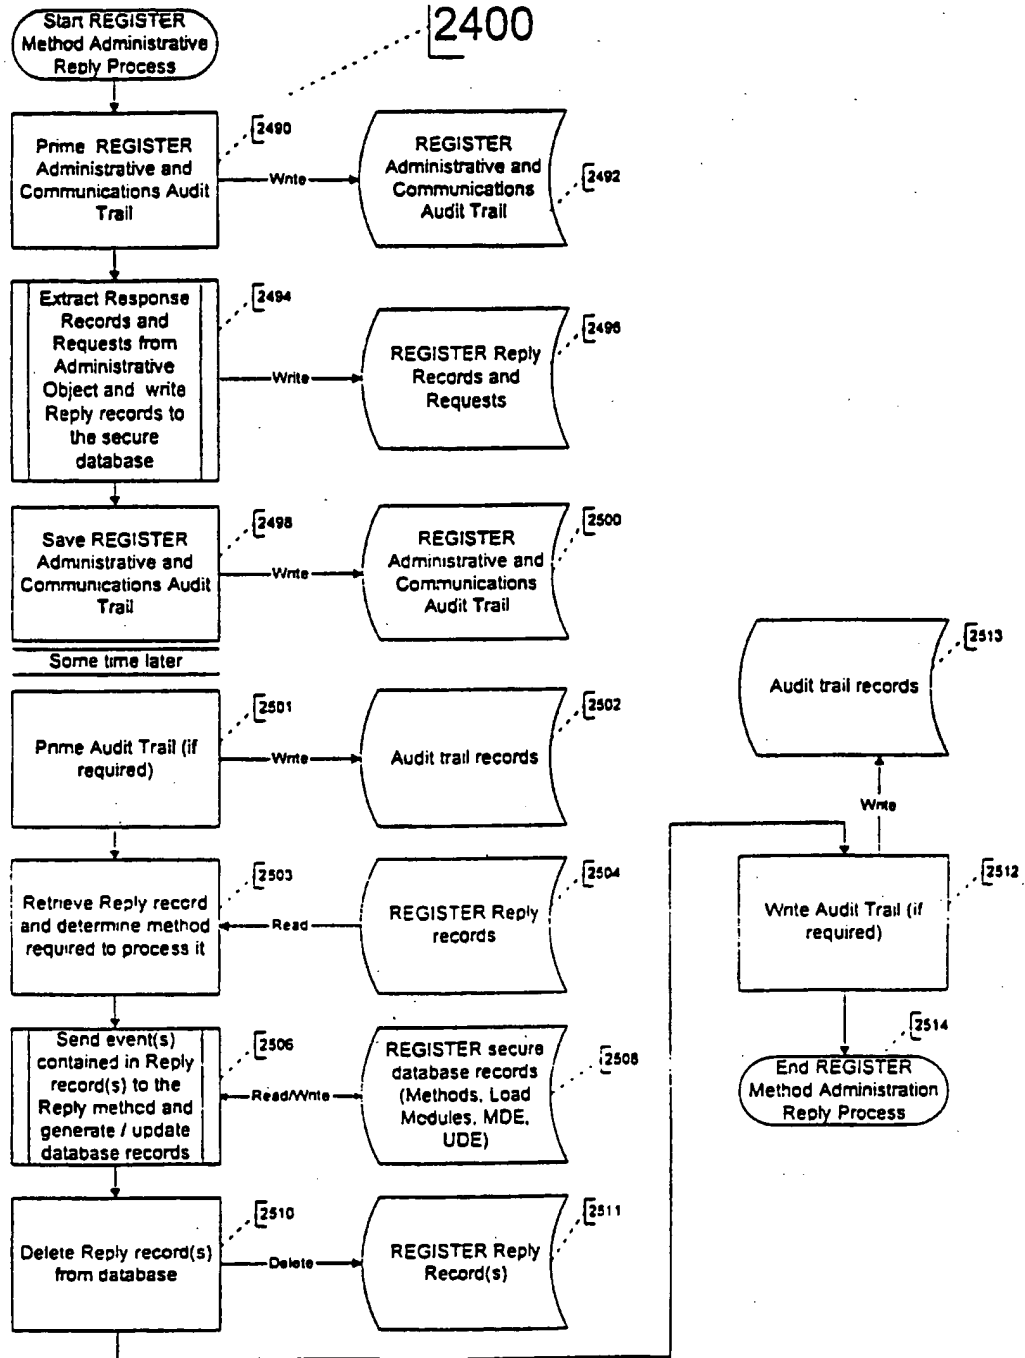 Start REGISTER
Method Administrative
Reply Process
2400
Prime REGISTER
Administrative and
Communications Audit
Trail
2490
Write
REGISTER
Administrative and
Communications
Audit Trail
2492
Extract Response
Records and
Requests from
Administrative
Object and write
Reply records to
the secure
database
2494
Write
REGISTER Reply
Records and
Requests
2496
Save REGISTER
Administrative and
Communications Audit
Trail
2498
Write
REGISTER
Administrative and
Communications
Audit Trail
2500
Some time later
Prime Audit Trail (if
required)
2501
Write
Audit trail records
2502
Retrieve Reply record
and determine method
required to process it
2503
Read
REGISTER Reply
records
2504
Send event(s)
contained in Reply
record(s) to the
Reply method and
generate / update
database records
2506
Read/Write
REGISTER secure
database records
(Methods, Load
Modules, MDE,
UDE)
2508
Delete Reply record(s)
from database
2510
Delete
REGISTER Reply
Record(s)
2511
Audit trail records
2513
Write
Write Audit Trail (if
required)
2512
2514
End REGISTER
Method Administration
Reply Process